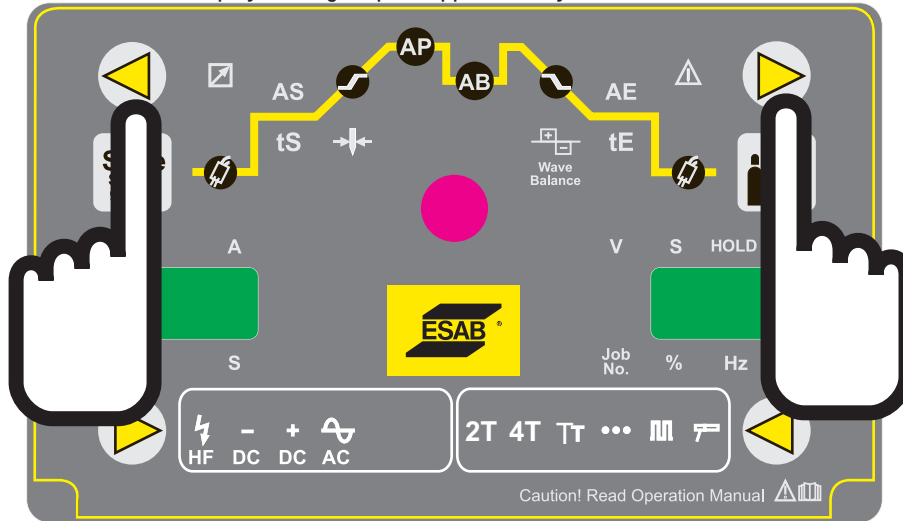 AP
AS AB AE
tS tE
Wave
Balance
A V S HOLD
ESAB ®
S Job
No. % Hz
HF DC DC AC
2T 4T
Caution! Read Operation Manual